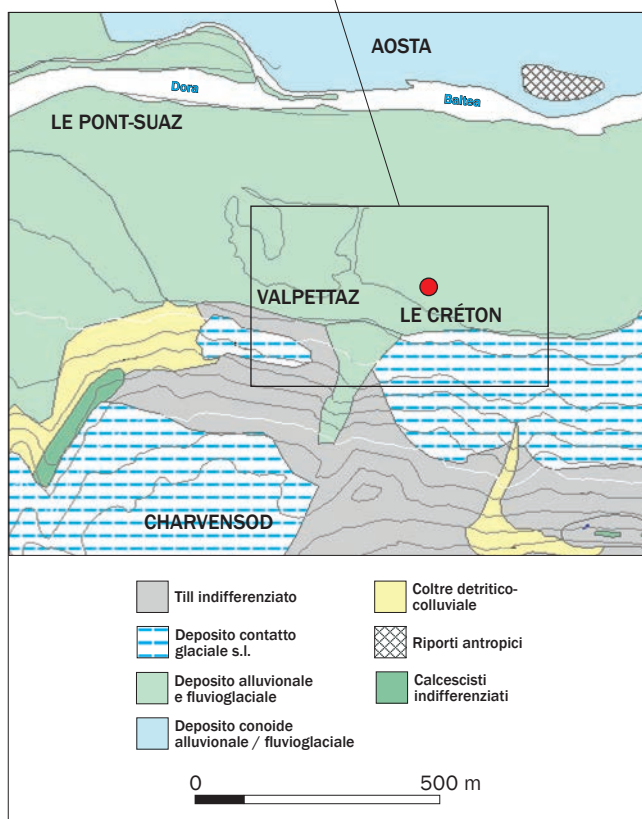 AOSTA
Dora
Baltea
LE PONT-SUAZ
VALPETTAZ
LE CRÉTON
CHARVENSOD
Till indifferenziato
Deposito contatto
glaciale s.l.
Deposito alluvionale
e fluvioglaciale
Deposito conoide
alluvionale / fluvioglaciale
Coltre detritico-
colluviale
Riporti antropici
Calcescisti
indifferenziati
0
500 m